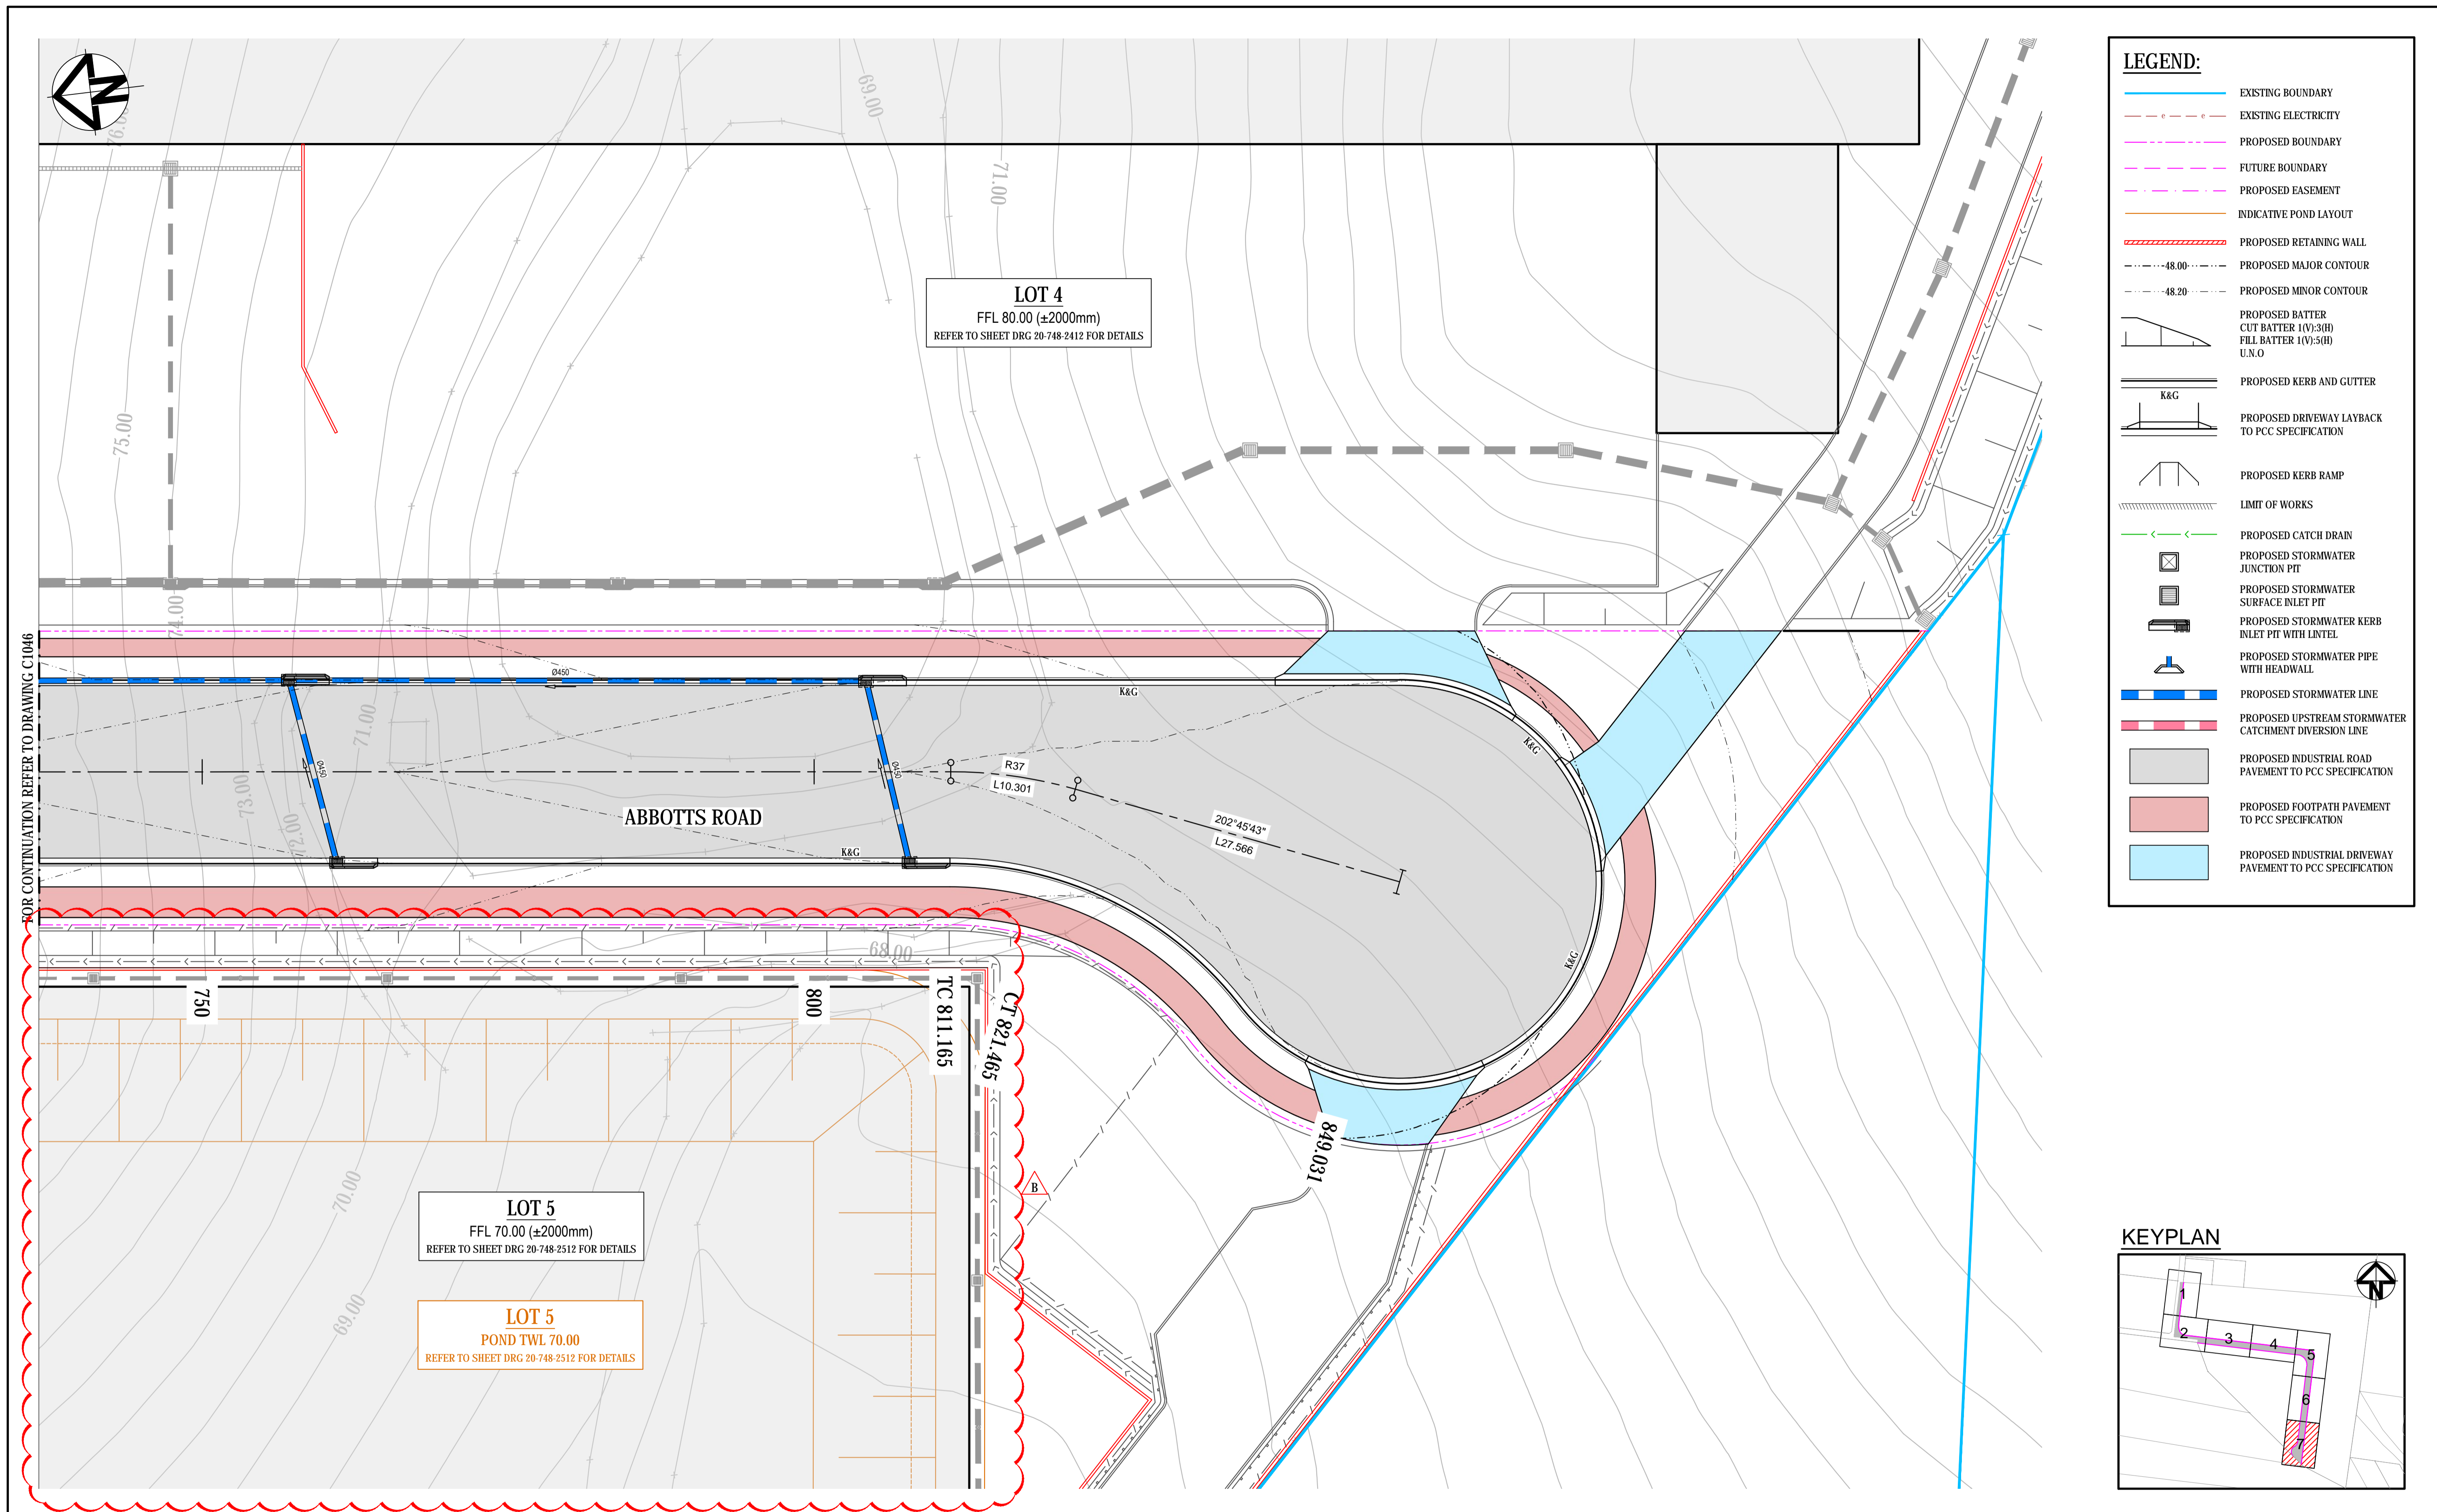 N
76.00
69.00
71.00
75.00
74.00
LOT 4
FFL 80.00 (±2000mm)
REFER TO SHEET DRG 20-748-2412 FOR DETAILS
FOR CONTINUATION REFER TO DRAWING C1046
Ø450
K&G
71.00
Ø450
Ø450
73.00
72.00
R37
L10.301
202°45'43"
L27.566
K&G
ABBOTTS ROAD
K&G
K&G
68.00
750
800
TC 811.165
CT 821.465
849.031
B
70.00
69.00
LOT 5
FFL 70.00 (±2000mm)
REFER TO SHEET DRG 20-748-2512 FOR DETAILS
LOT 5
POND TWL 70.00
REFER TO SHEET DRG 20-748-2512 FOR DETAILS
LEGEND:
EXISTING BOUNDARY
e e
EXISTING ELECTRICITY
PROPOSED BOUNDARY
FUTURE BOUNDARY
PROPOSED EASEMENT
INDICATIVE POND LAYOUT
PROPOSED RETAINING WALL
48.00
PROPOSED MAJOR CONTOUR
48.20
PROPOSED MINOR CONTOUR
PROPOSED BATTER
CUT BATTER 1(V):3(H)
FILL BATTER 1(V):5(H)
U.N.O
PROPOSED KERB AND GUTTER
K&G
PROPOSED DRIVEWAY LAYBACK
TO PCC SPECIFICATION
PROPOSED KERB RAMP
LIMIT OF WORKS
PROPOSED CATCH DRAIN
PROPOSED STORMWATER
JUNCTION PIT
PROPOSED STORMWATER
SURFACE INLET PIT
PROPOSED STORMWATER KERB
INLET PIT WITH LINTEL
PROPOSED STORMWATER PIPE
WITH HEADWALL
PROPOSED STORMWATER LINE
PROPOSED UPSTREAM STORMWATER
CATCHMENT DIVERSION LINE
PROPOSED INDUSTRIAL ROAD
PAVEMENT TO PCC SPECIFICATION
PROPOSED FOOTPATH PAVEMENT
TO PCC SPECIFICATION
PROPOSED INDUSTRIAL DRIVEWAY
PAVEMENT TO PCC SPECIFICATION
KEYPLAN
N
1
2
3
4
5
6
7